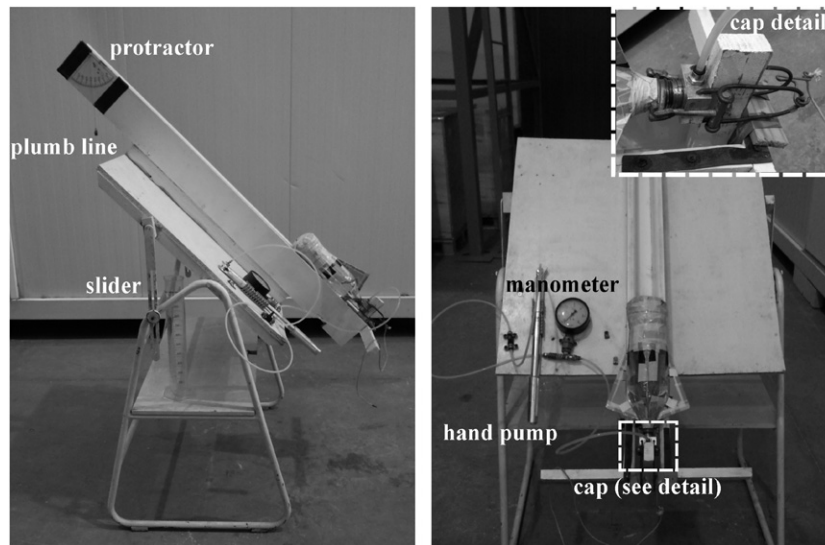 protractor
plumb line
slider
cap detail
manometer
hand pump
cap (see detail)